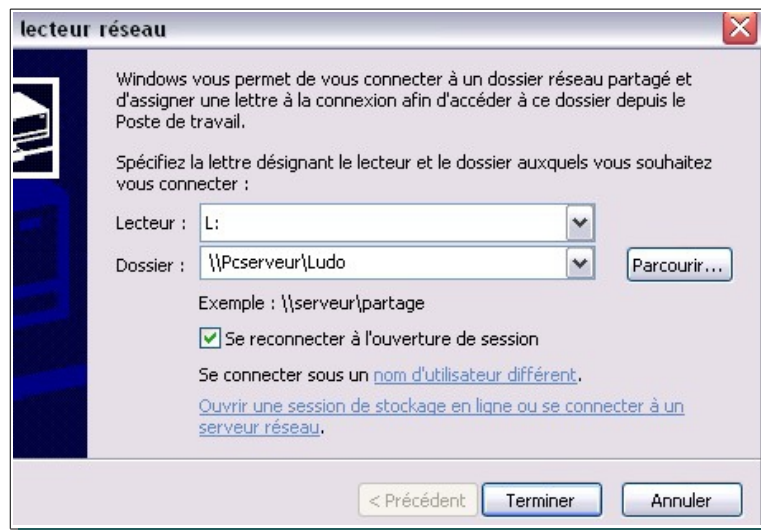 lecteur réseau
Windows vous permet de vous connecter à un dossier réseau partagé et
d'assigner une lettre à la connexion afin d'accéder à ce dossier depuis le
Poste de travail.
Spécifiez la lettre désignant le lecteur et le dossier auxquels vous souhaitez
vous connecter :
Lecteur : L:
Dossier : \\Pcserveur\Ludo Parcourir...
Exemple : \\serveur\partage
Se reconnecter à l'ouverture de session
Se connecter sous un nom d'utilisateur différent.
Ouvrir une session de stockage en ligne ou se connecter à un
serveur réseau.
< Précédent Terminer Annuler